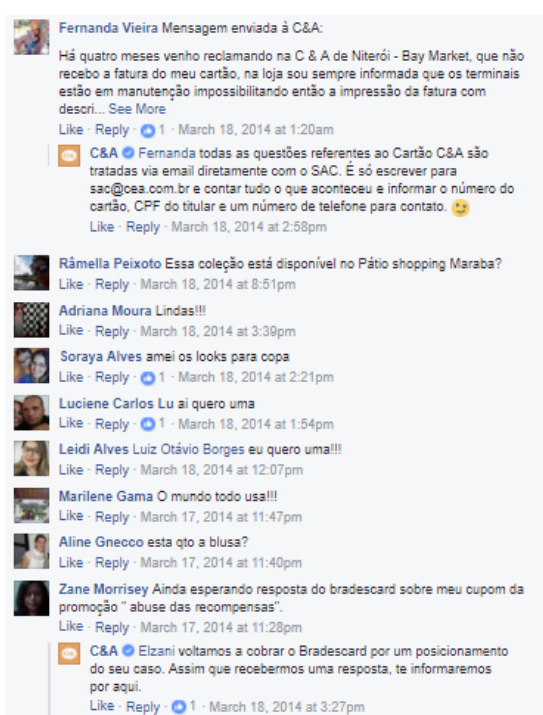 Fernanda Vieira Mensagem enviada à C&A:
Há quatro meses venho reclamando na C & A de Niterói - Bay Market, que não
recebo a fatura do meu cartão, na loja sou sempre informada que os terminais
estão em manutenção impossibilitando então a impressão da fatura com
descri... See More
Like · Reply · 1 · March 18, 2014 at 1:20am
C&A Fernanda todas as questões referentes ao Cartão C&A são
tratadas via email diretamente com o SAC. É só escrever para
sac@cea.com.br e contar tudo o que aconteceu e informar o número do
cartão, CPF do titular e um número de telefone para contato. 😉
Like · Reply · March 18, 2014 at 2:58pm
Râmella Peixoto Essa coleção está disponível no Pátio shopping Maraba?
Like · Reply · March 18, 2014 at 8:51pm
Adriana Moura Lindas!!!
Like · Reply · March 18, 2014 at 3:39pm
Soraya Alves amei os looks para copa
Like · Reply · 1 · March 18, 2014 at 2:21pm
Luciene Carlos Lu ai quero uma
Like · Reply · 1 · March 18, 2014 at 1:54pm
Leidi Alves Luiz Otávio Borges eu quero uma!!!
Like · Reply · March 18, 2014 at 12:07pm
Marilene Gama O mundo todo usa!!!
Like · Reply · March 17, 2014 at 11:47pm
Aline Gnecco esta qto a blusa?
Like · Reply · March 17, 2014 at 11:40pm
Zane Morrisey Ainda esperando resposta do bradescard sobre meu cupom da
promoção " abuse das recompensas".
Like · Reply · March 17, 2014 at 11:28pm
C&A Elzani voltamos a cobrar o Bradescard por um posicionamento
do seu caso. Assim que recebermos uma resposta, te informaremos
por aqui.
Like · Reply · 1 · March 18, 2014 at 3:27pm